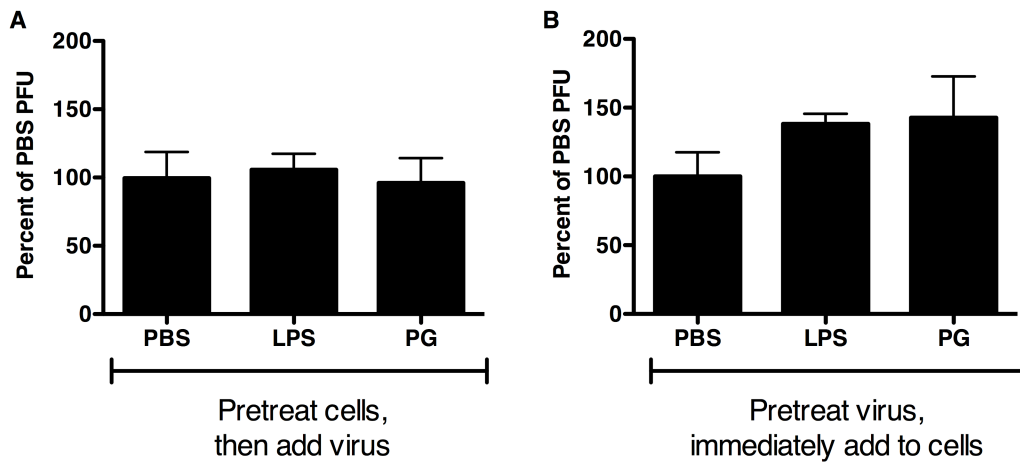 A
Percent of PBS PFU
200
150
100
50
0
PBS LPS PG
Pretreat cells,
then add virus
B
Percent of PBS PFU
200
150
100
50
0
PBS LPS PG
Pretreat virus,
immediately add to cells